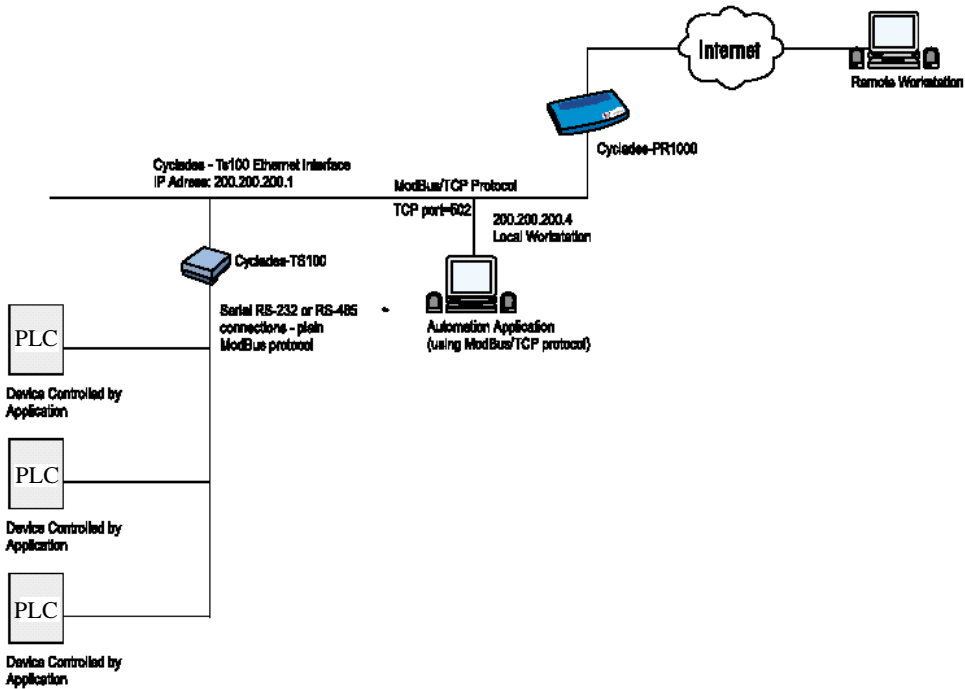 Internet
Remote Workstation
Cyclades-PR1000
Cyclades - Ts100 Ethernet Interface
IP Adress: 200.200.200.1
ModBus/TCP Protocol
TCP port=502
200.200.200.4
Local Workstation
Cyclades-TS100
Serial RS-232 or RS-485
connections - plain
ModBus protocol
Automation Application
(using ModBus/TCP protocol)
PLC
Device Controlled by
Application
PLC
Device Controlled by
Application
PLC
Device Controlled by
Application